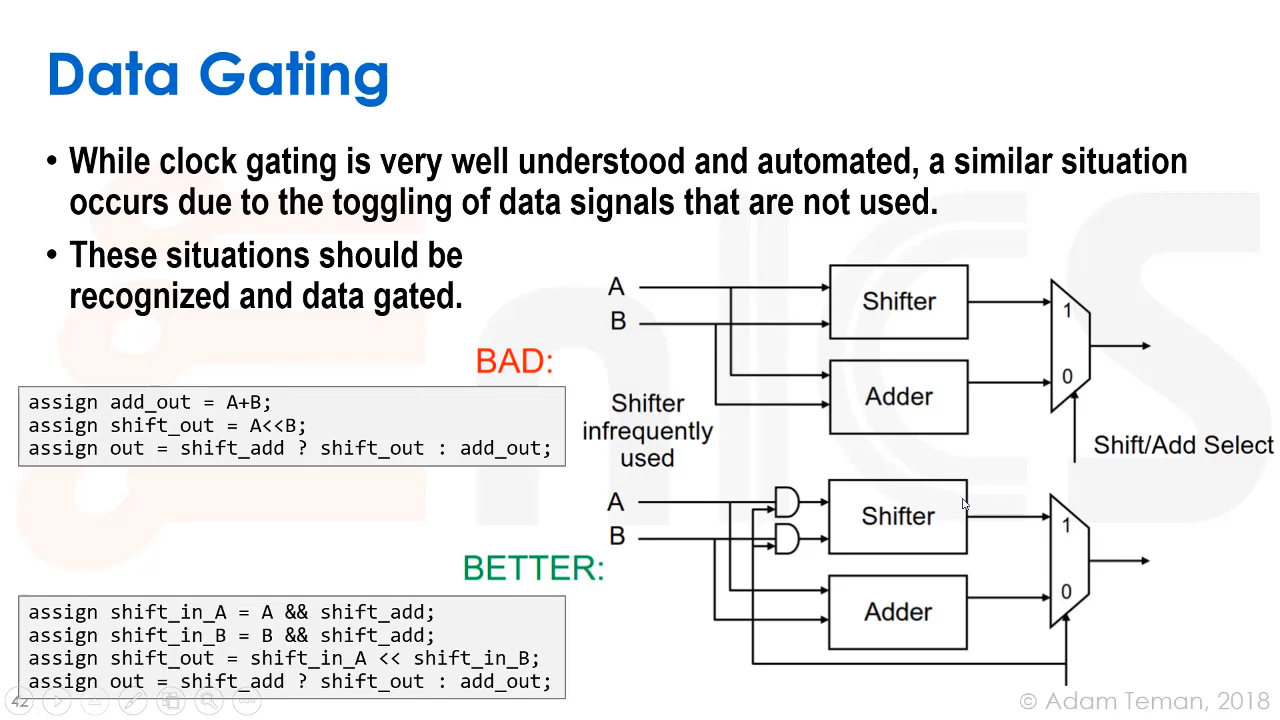 Data Gating
• While clock gating is very well understood and automated, a similar situation
occurs due to the toggling of data signals that are not used.
• These situations should be
recognized and data gated.
BAD:
assign add_out = A+B;
assign shift_out = A<<B;
assign out = shift_add ? shift_out : add_out;
Shifter
infrequently
used
A
B
Shifter
Adder
1
0
Shift/Add Select
BETTER:
assign shift_in_A = A && shift_add;
assign shift_in_B = B && shift_add;
assign shift_out = shift_in_A << shift_in_B;
assign out = shift_add ? shift_out : add_out;
A
B
Shifter
Adder
1
0
42
© Adam Teman, 2018
nics